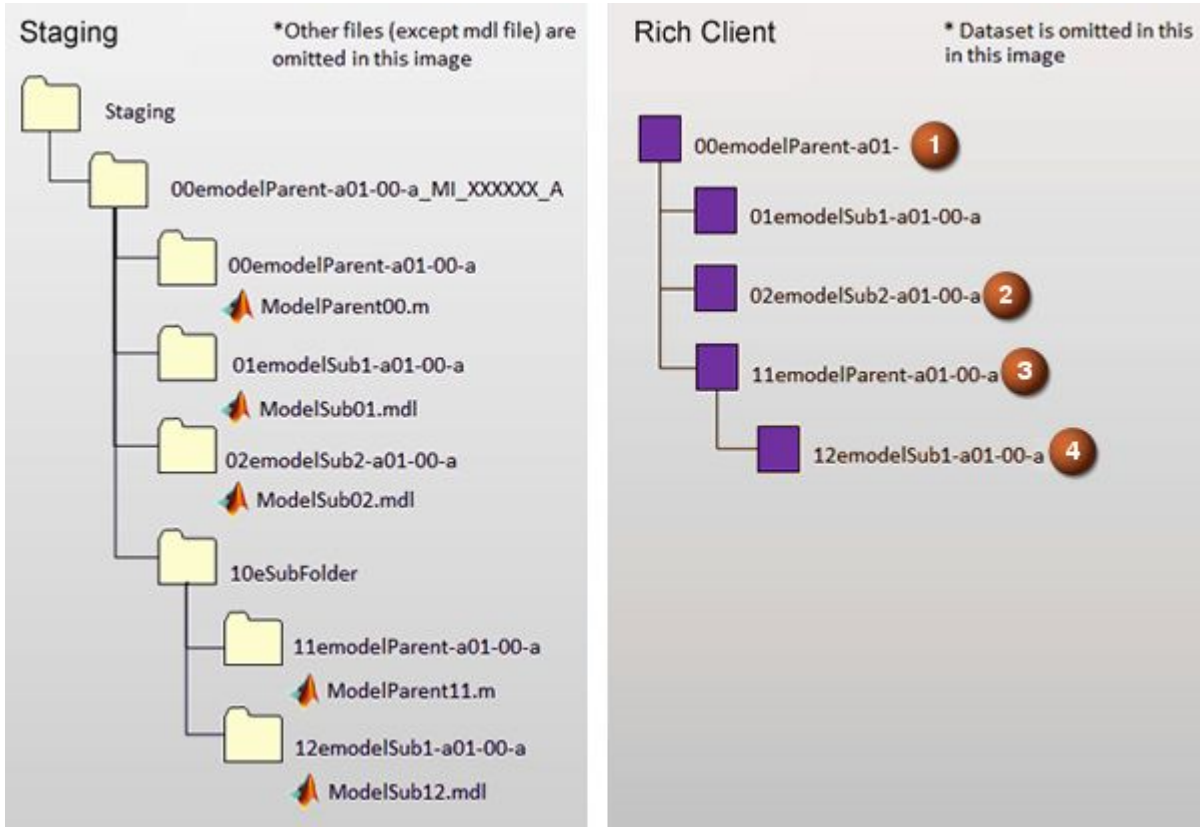 Staging
*Other files (except mdl file) are
omitted in this image
Staging
00emodelParent-a01-00-a_MI_XXXXXX_A
00emodelParent-a01-00-a
ModelParent00.m
01emodelSub1-a01-00-a
ModelSub01.mdl
02emodelSub2-a01-00-a
ModelSub02.mdl
10eSubFolder
11emodelParent-a01-00-a
ModelParent11.m
12emodelSub1-a01-00-a
ModelSub12.mdl
Rich Client
* Dataset is omitted in this
in this image
00emodelParent-a01- 1
01emodelSub1-a01-00-a
02emodelSub2-a01-00-a 2
11emodelParent-a01-00-a 3
12emodelSub1-a01-00-a 4